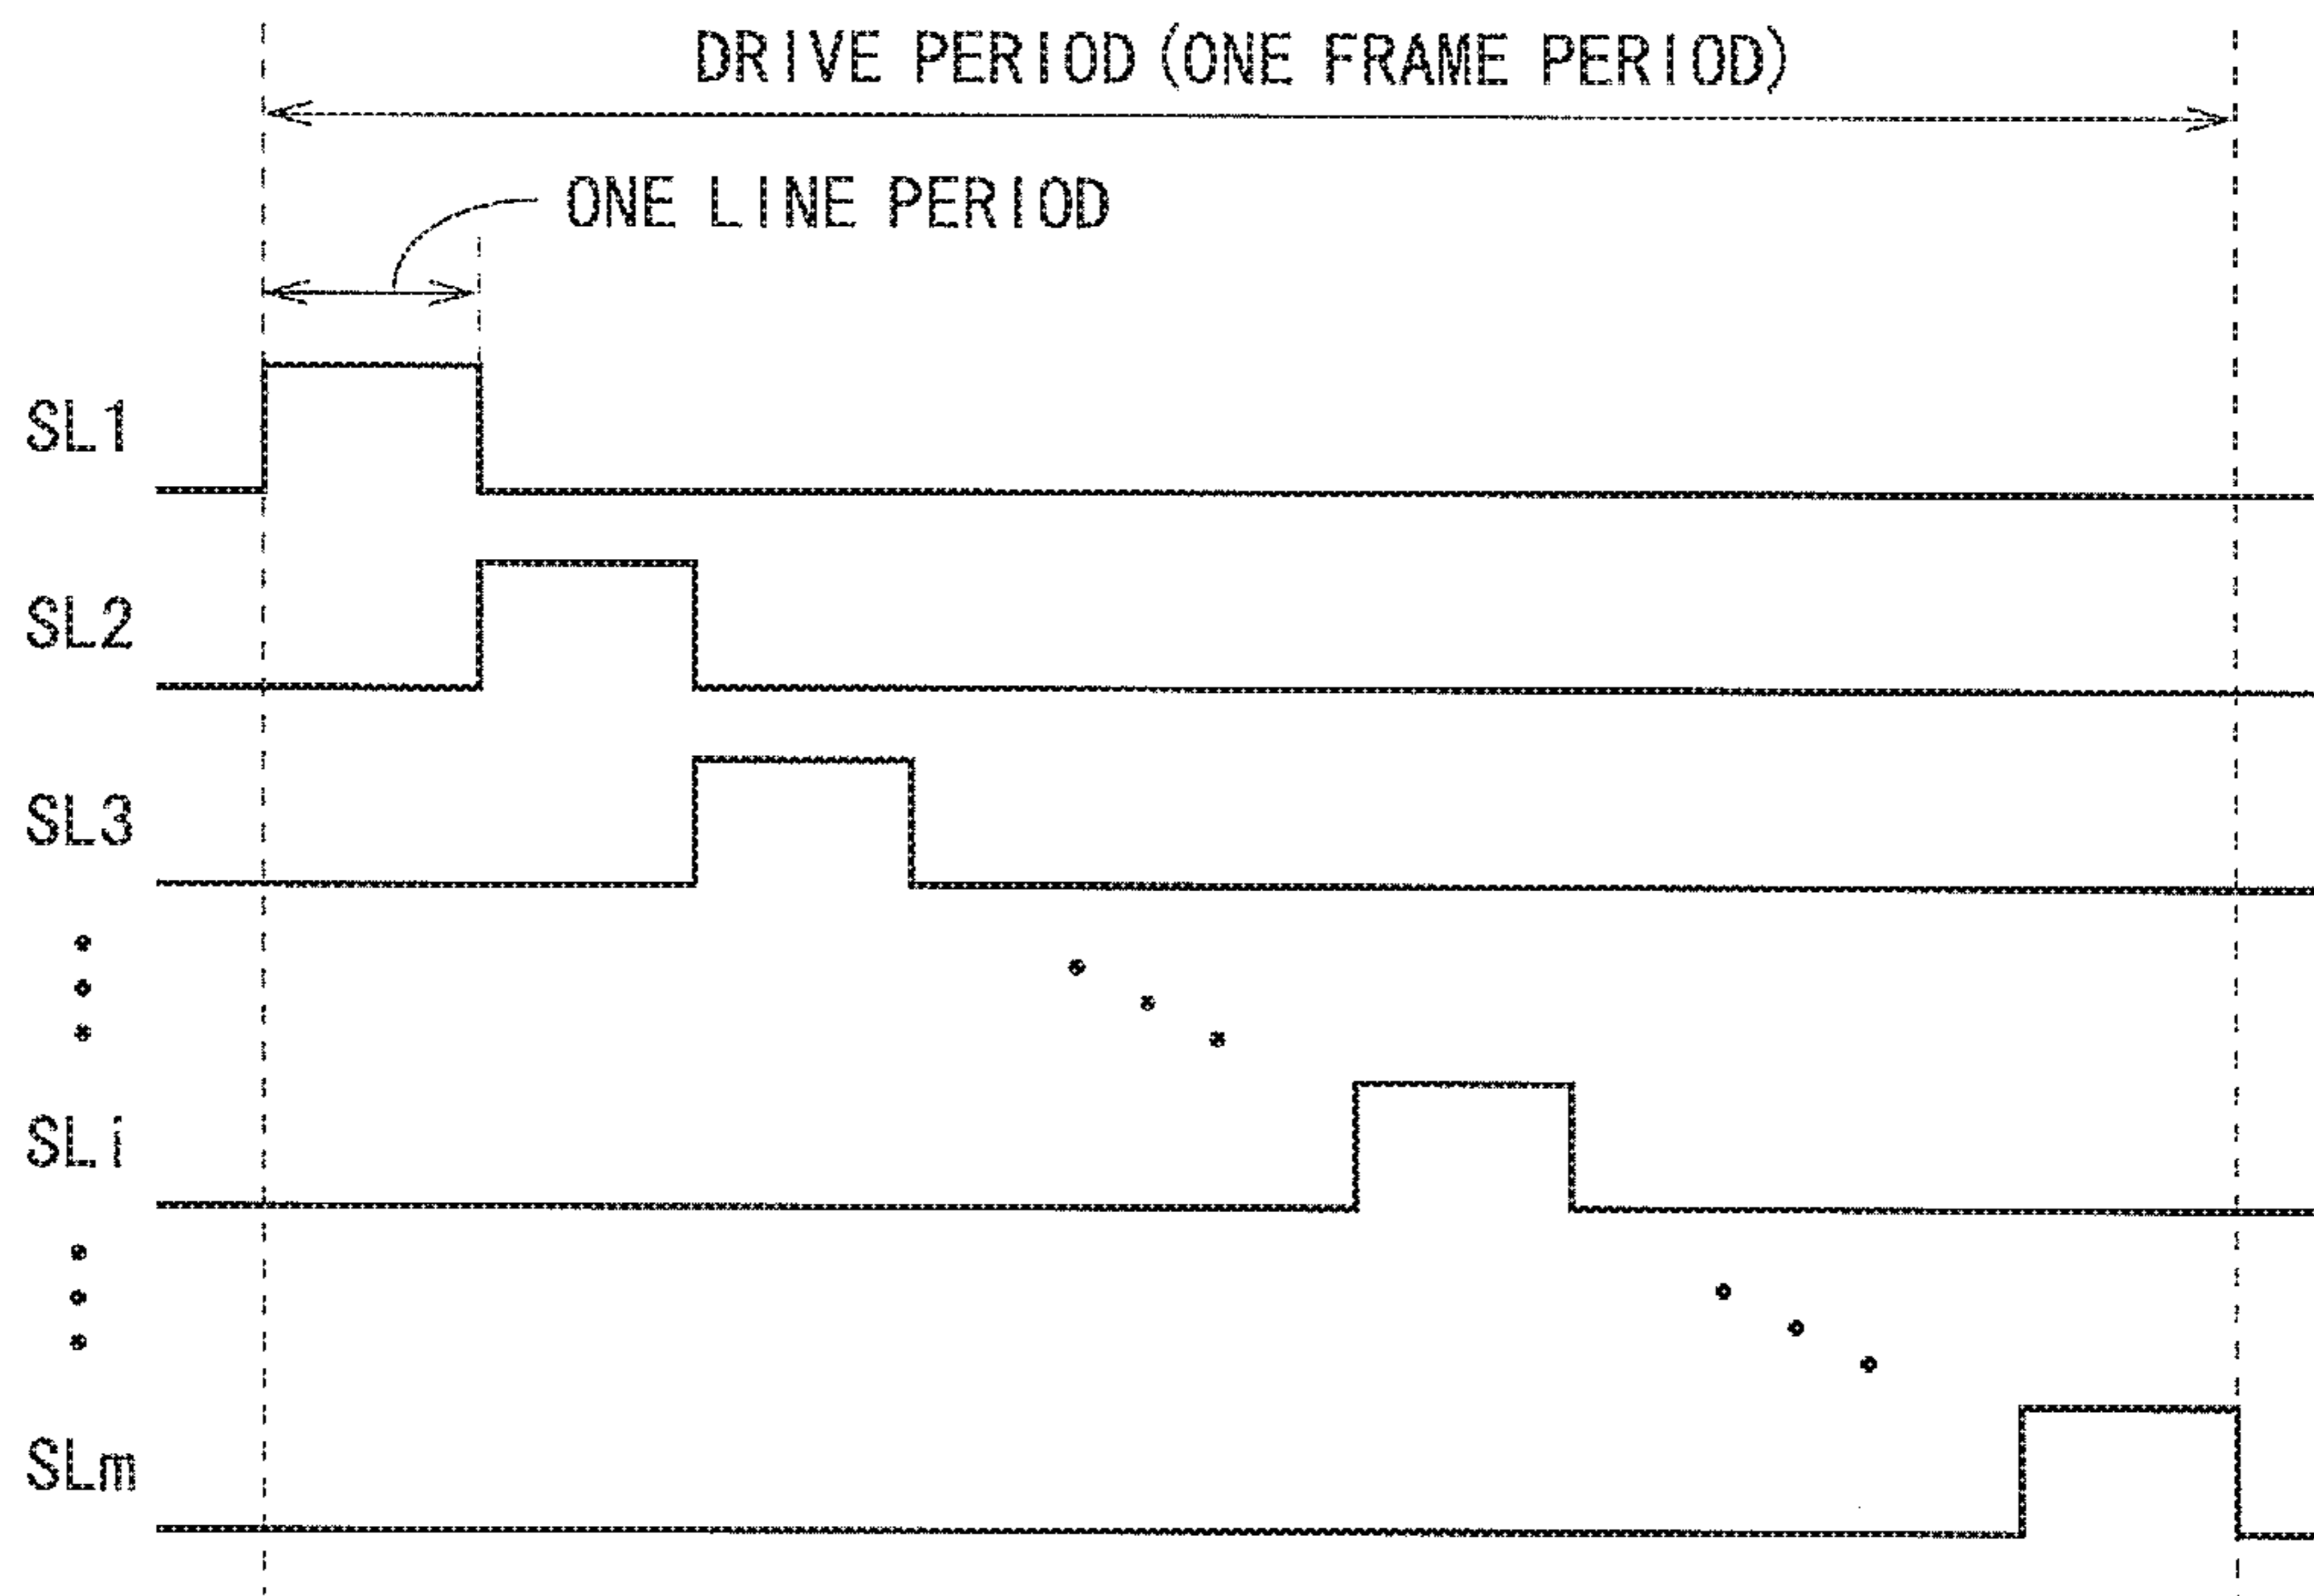 DRIVE PERIOD (ONE FRAME PERIOD)
ONE LINE PERIOD
SL1
SL2
SL3
SLi
SLm